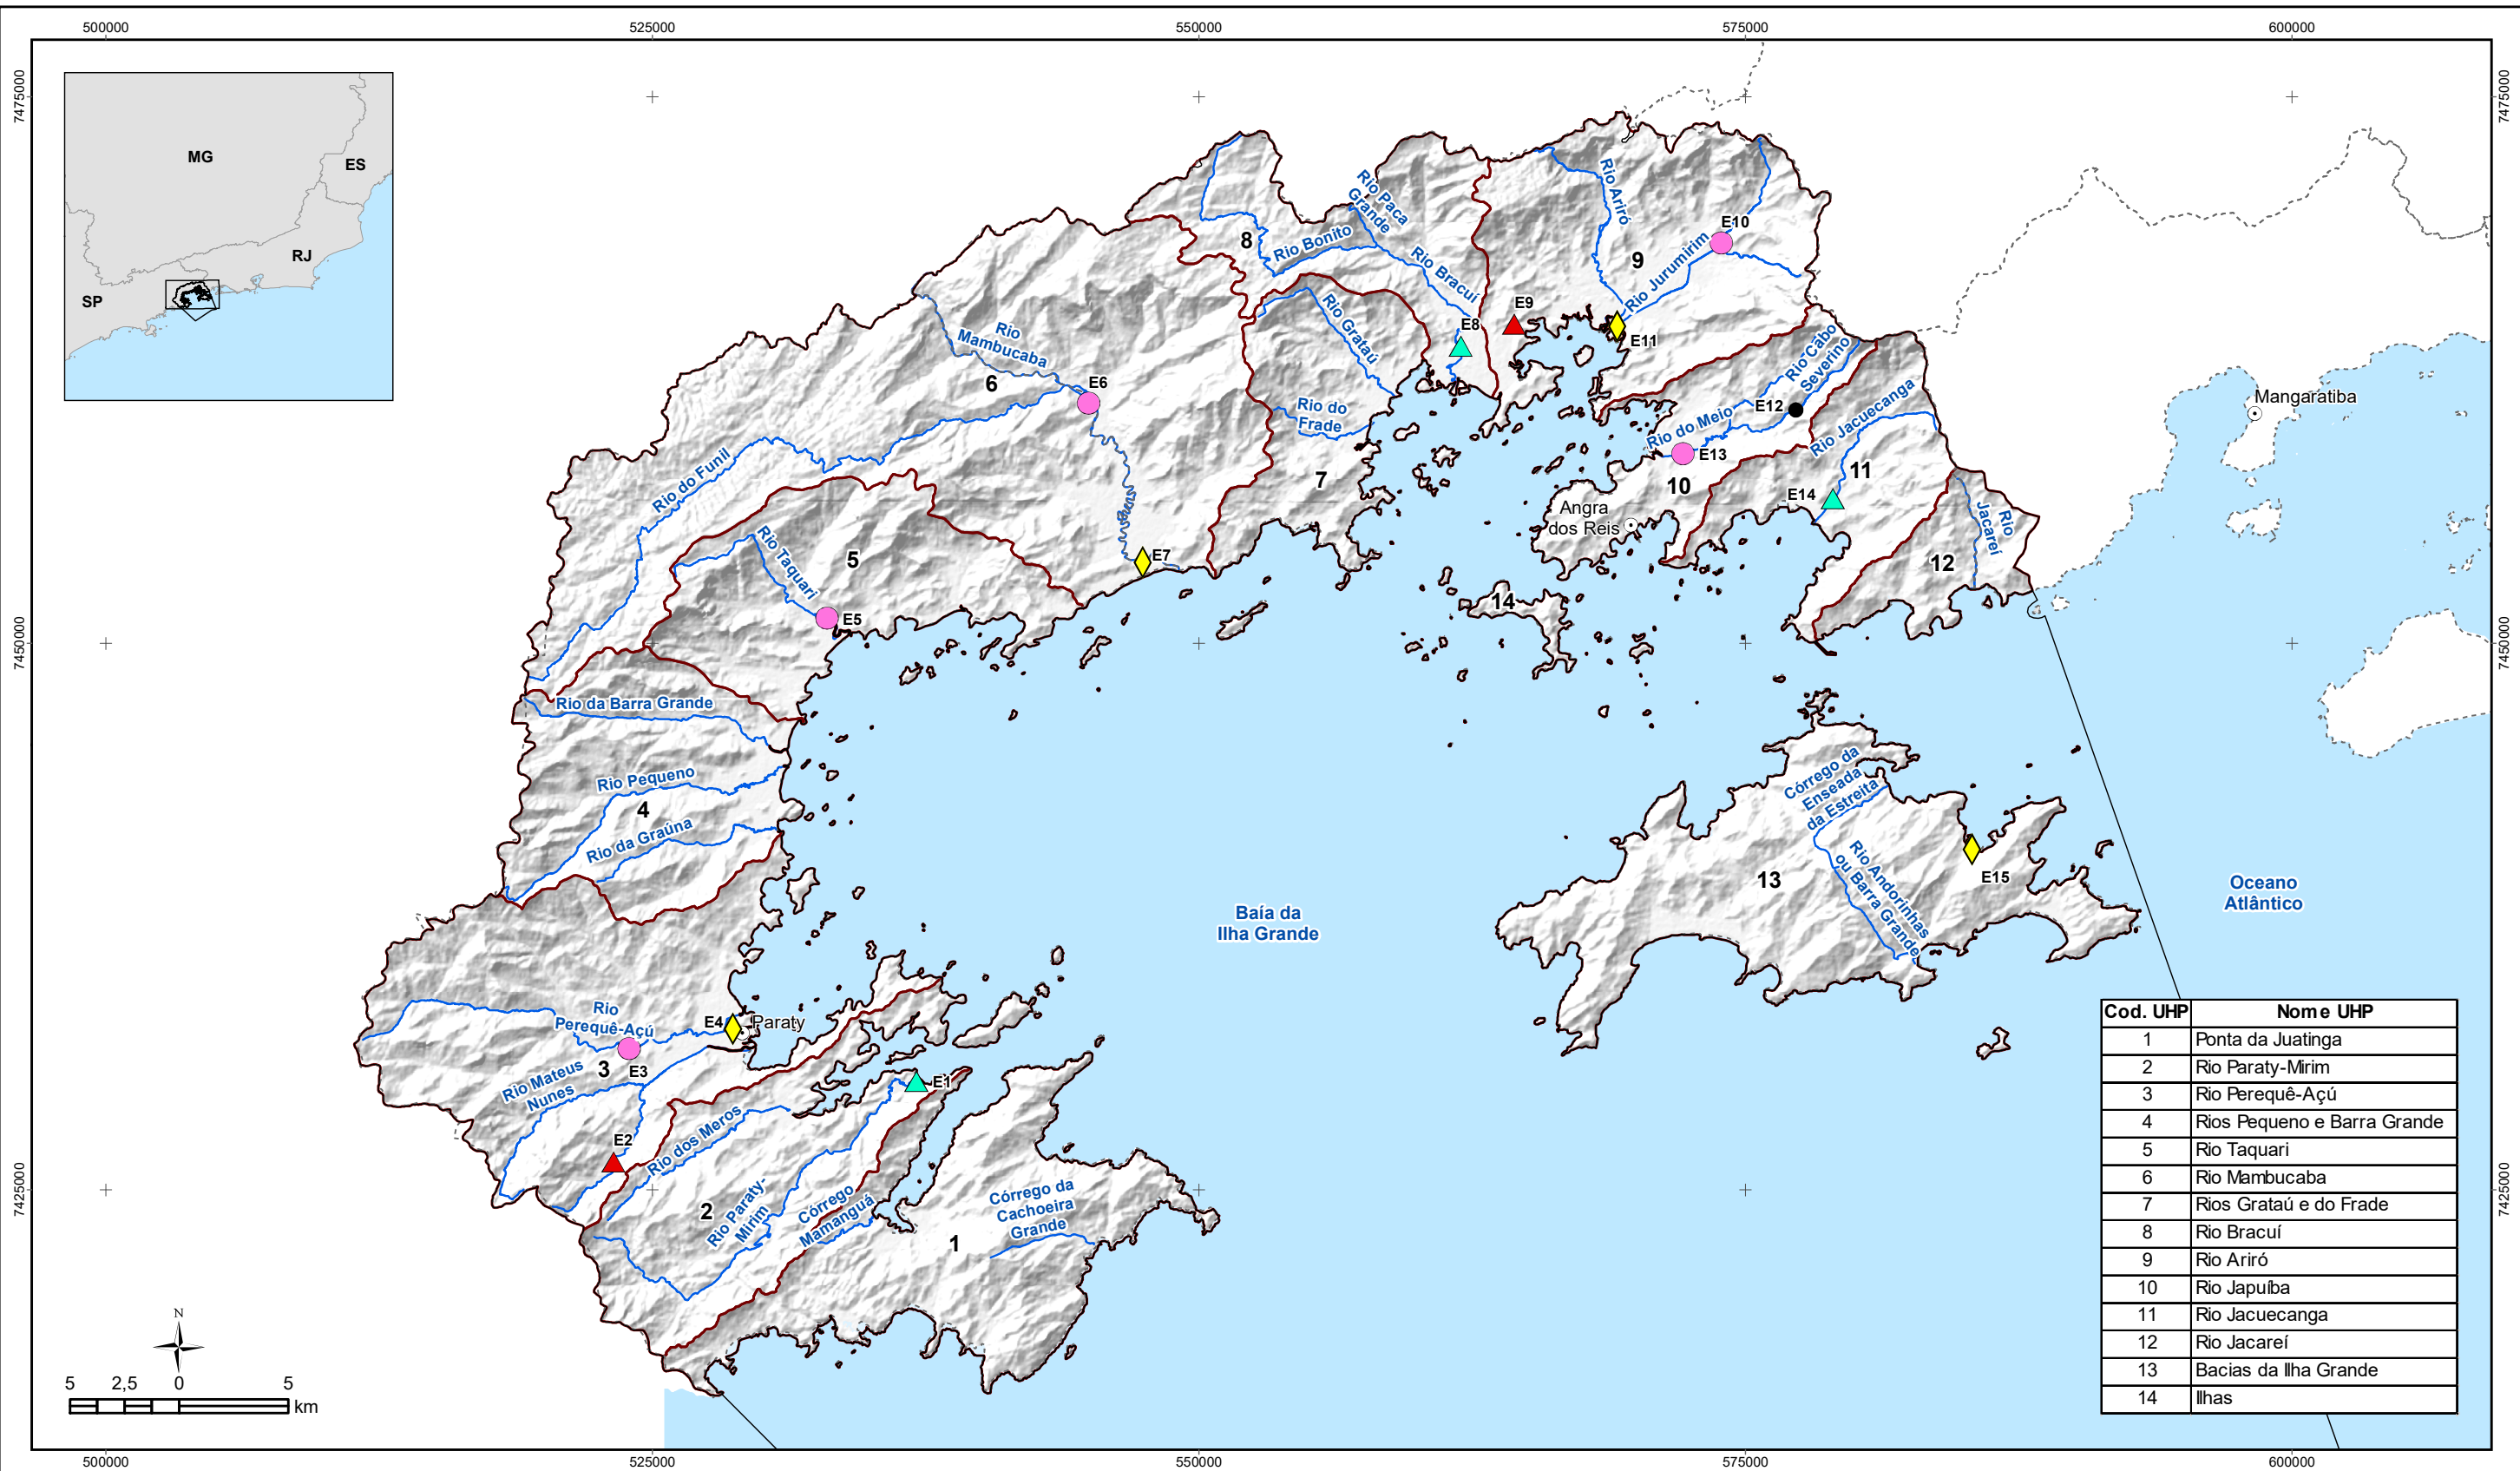 500000
525000
550000
575000
600000
7475000
7475000
MG
ES
RJ
SP
Rio Ariró
Rio Paca
Grande
E10
8
Rio Bonito
Rio Bracuí
9
Rio Jurumirim
Rio Grataú
E9
E8
E11
Rio
Mambucaba
Rio Cabo
Severino
6
E6
Rio do
Frade
E12
Rio do Meio
Rio Jacuecanga
Mangaratiba
Rio do Funil
E13
7
10
11
E14
Angra
dos Reis
Rio
Jacareí
Rio Taquari
5
E7
12
14
E5
7450000
7450000
Rio da Barra Grande
Rio Pequeno
4
Rio da Graúna
Córrego da
Enseada
da Estreita
Rio Andorinhas
ou Barra Grande
13
E15
Baía da
Ilha Grande
Oceano
Atlântico
Rio
Perequê-Açú
E4
Paraty
3
E3
Rio Mateus
Nunes
E1
E2
Rio dos Meros
2
Rio Paraty-
Mirim
Córrego
Mamanguá
Córrego da
Cachoeira
Grande
1
7425000
7425000
Cod. UHP Nome UHP
1 Ponta da Juatinga
2 Rio Paraty-Mirim
3 Rio Perequê-Açú
4 Rios Pequeno e Barra Grande
5 Rio Taquari
6 Rio Mambucaba
7 Rios Grataú e do Frade
8 Rio Bracuí
9 Rio Ariró
10 Rio Japuíba
11 Rio Jacuecanga
12 Rio Jacareí
13 Bacias da Ilha Grande
14 Ilhas
N
5 2,5 0 5
km
500000
525000
550000
575000
600000